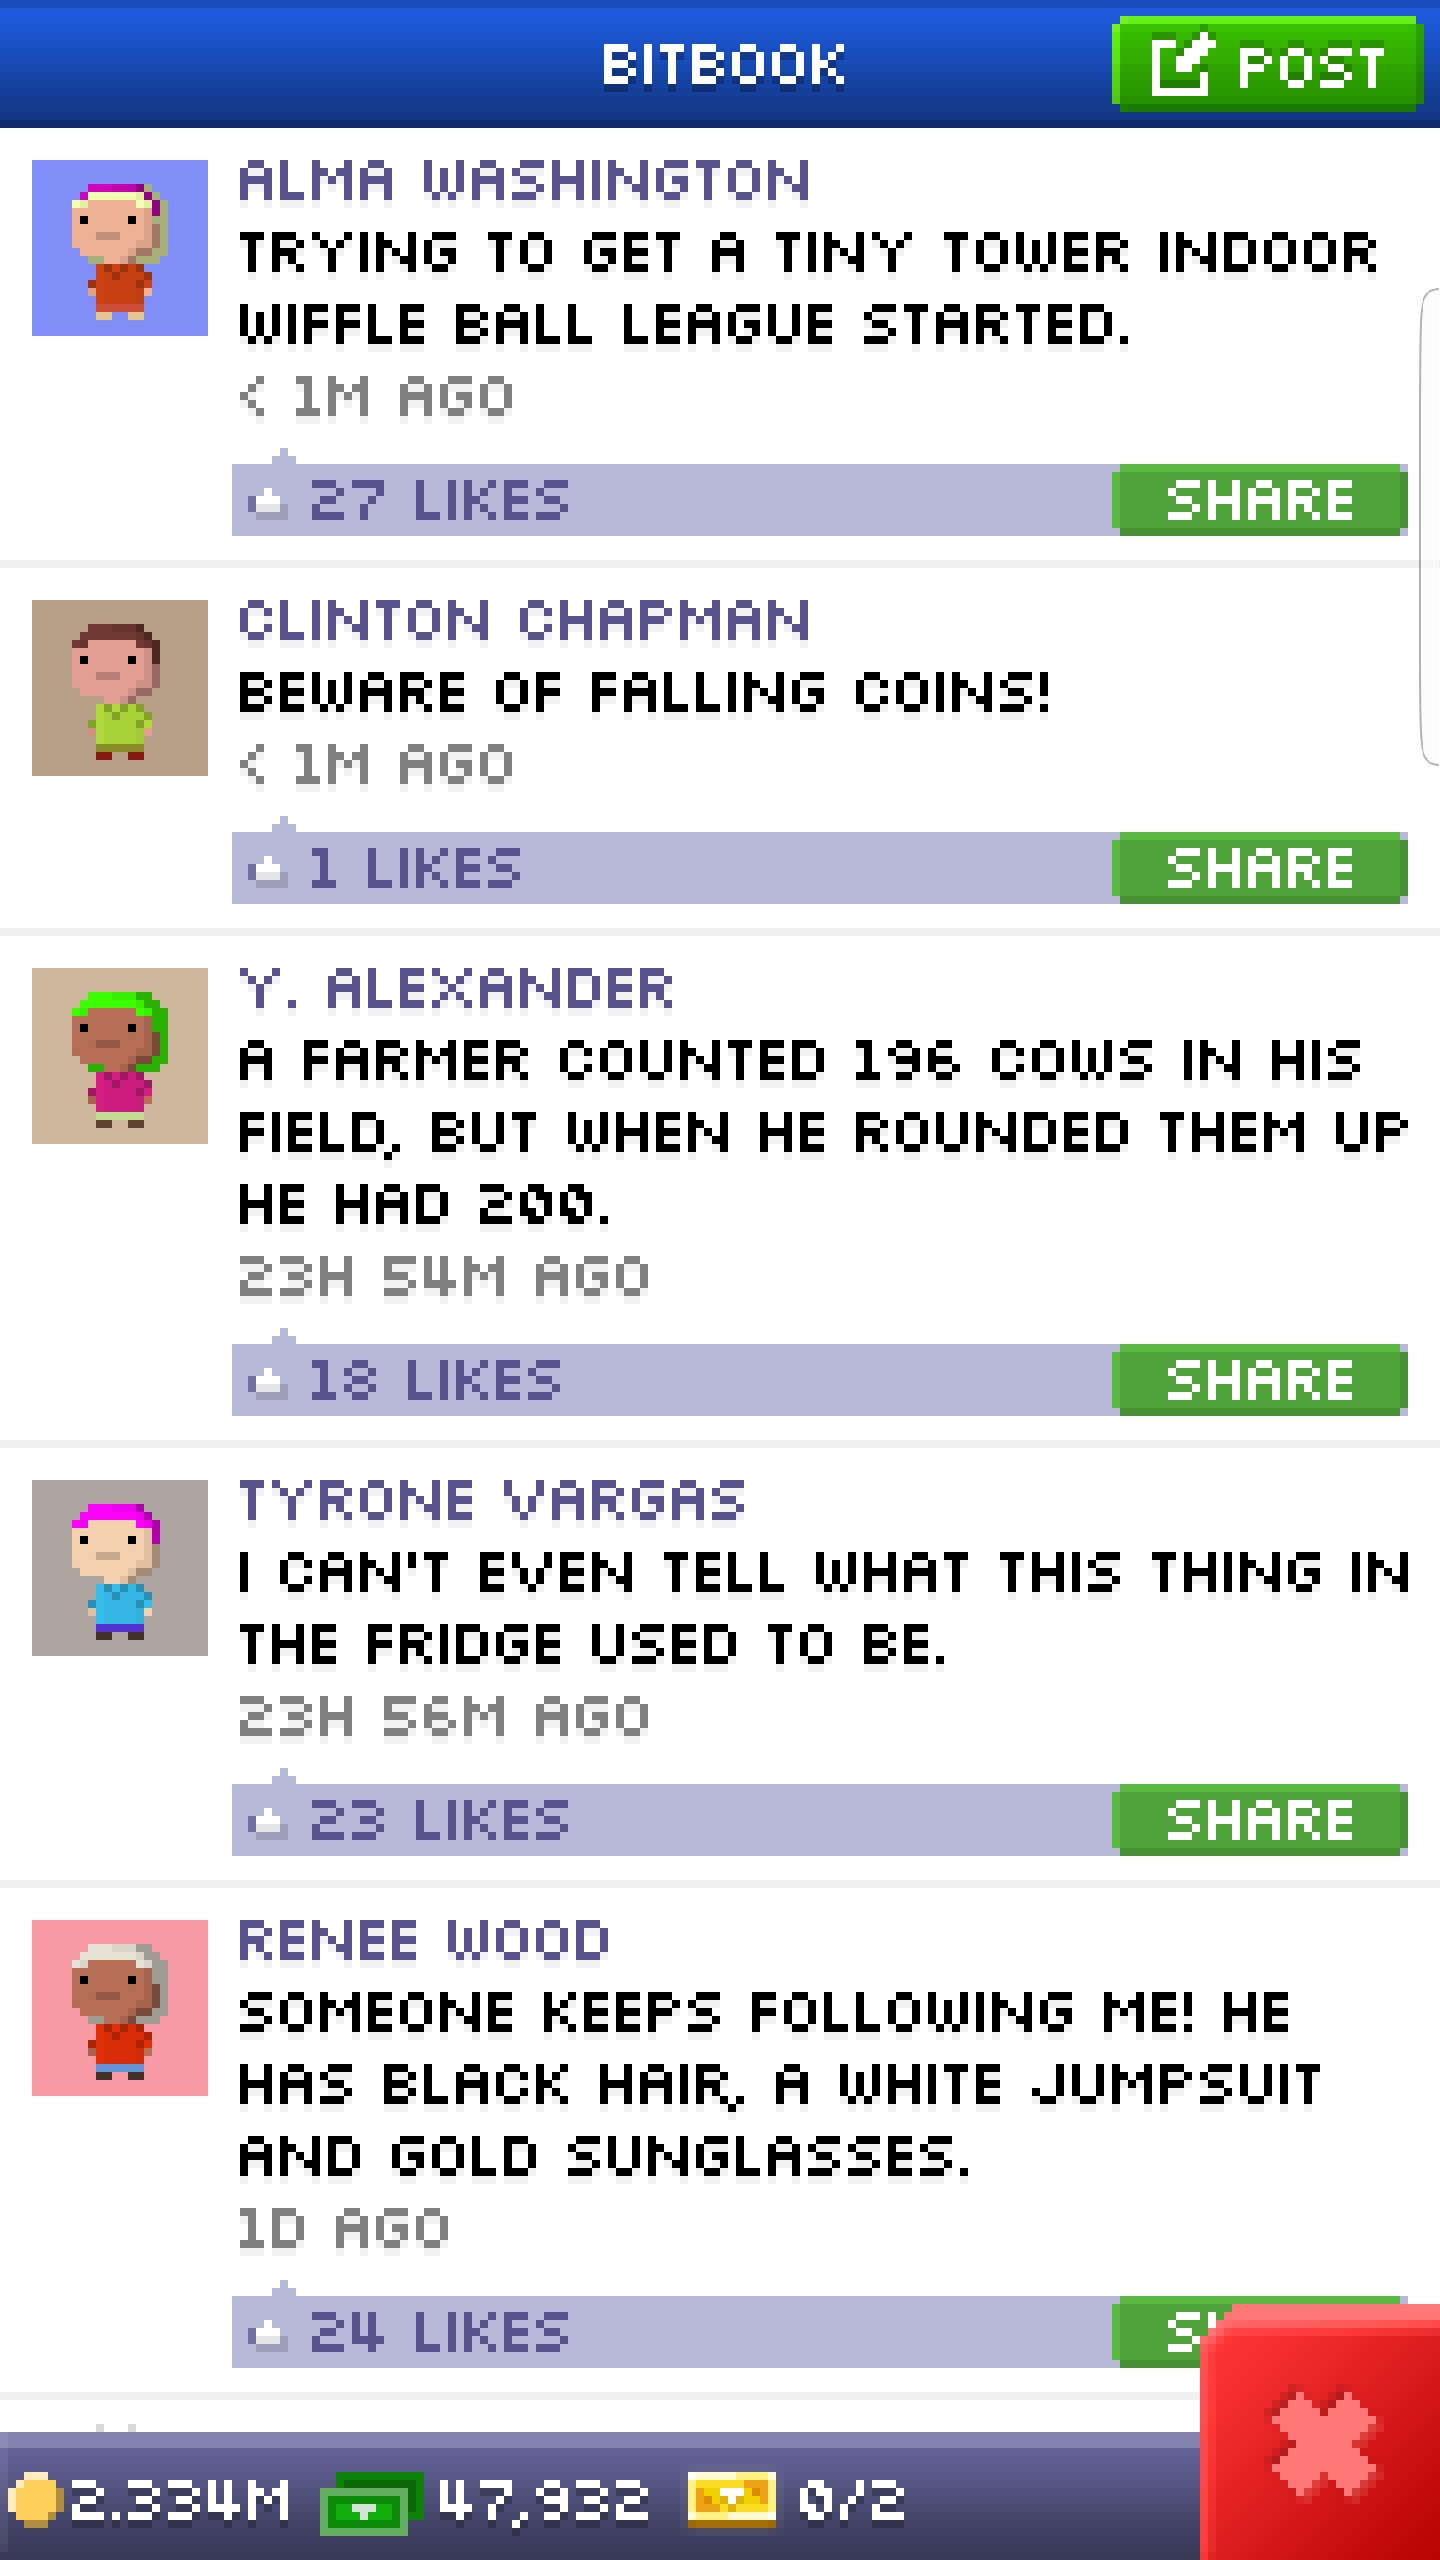 BITBOOK
POST
ALMA WASHINGTON
TRYING TO GET A TINY TOWER INDOOR
WIFFLE BALL LEAGUE STARTED.
< 1M AGO
27 LIKES
SHARE
CLINTON CHAPMAN
BEWARE OF FALLING COINS!
< 1M AGO
1 LIKES
SHARE
Y. ALEXANDER
A FARMER COUNTED 196 COWS IN HIS
FIELD, BUT WHEN HE ROUNDED THEM UP
HE HAD 200.
23H 54M AGO
18 LIKES
SHARE
TYRONE VARGAS
I CAN'T EVEN TELL WHAT THIS THING IN
THE FRIDGE USED TO BE.
23H 56M AGO
23 LIKES
SHARE
RENEE WOOD
SOMEONE KEEPS FOLLOWING ME! HE
HAS BLACK HAIR, A WHITE JUMPSUIT
AND GOLD SUNGLASSES.
1D AGO
24 LIKES
2.334M
47,932
0/2